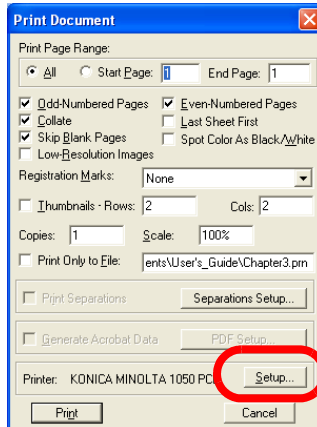 Print Document
Print Page Range:
All Start Page: 1 End Page: 1
Odd-Numbered Pages Even-Numbered Pages
Collate Last Sheet First
Skip Blank Pages Spot Color As Black/White
Low-Resolution Images
Registration Marks: None
Thumbnails - Rows: 2 Cols: 2
Copies: 1 Scale: 100%
Print Only to File: ents\User's_Guide\Chapter3.prn
Print Separations Separations Setup...
Generate Acrobat Data PDF Setup...
Printer: KONICA MINOLTA 1050 PC Setup...
Print Cancel